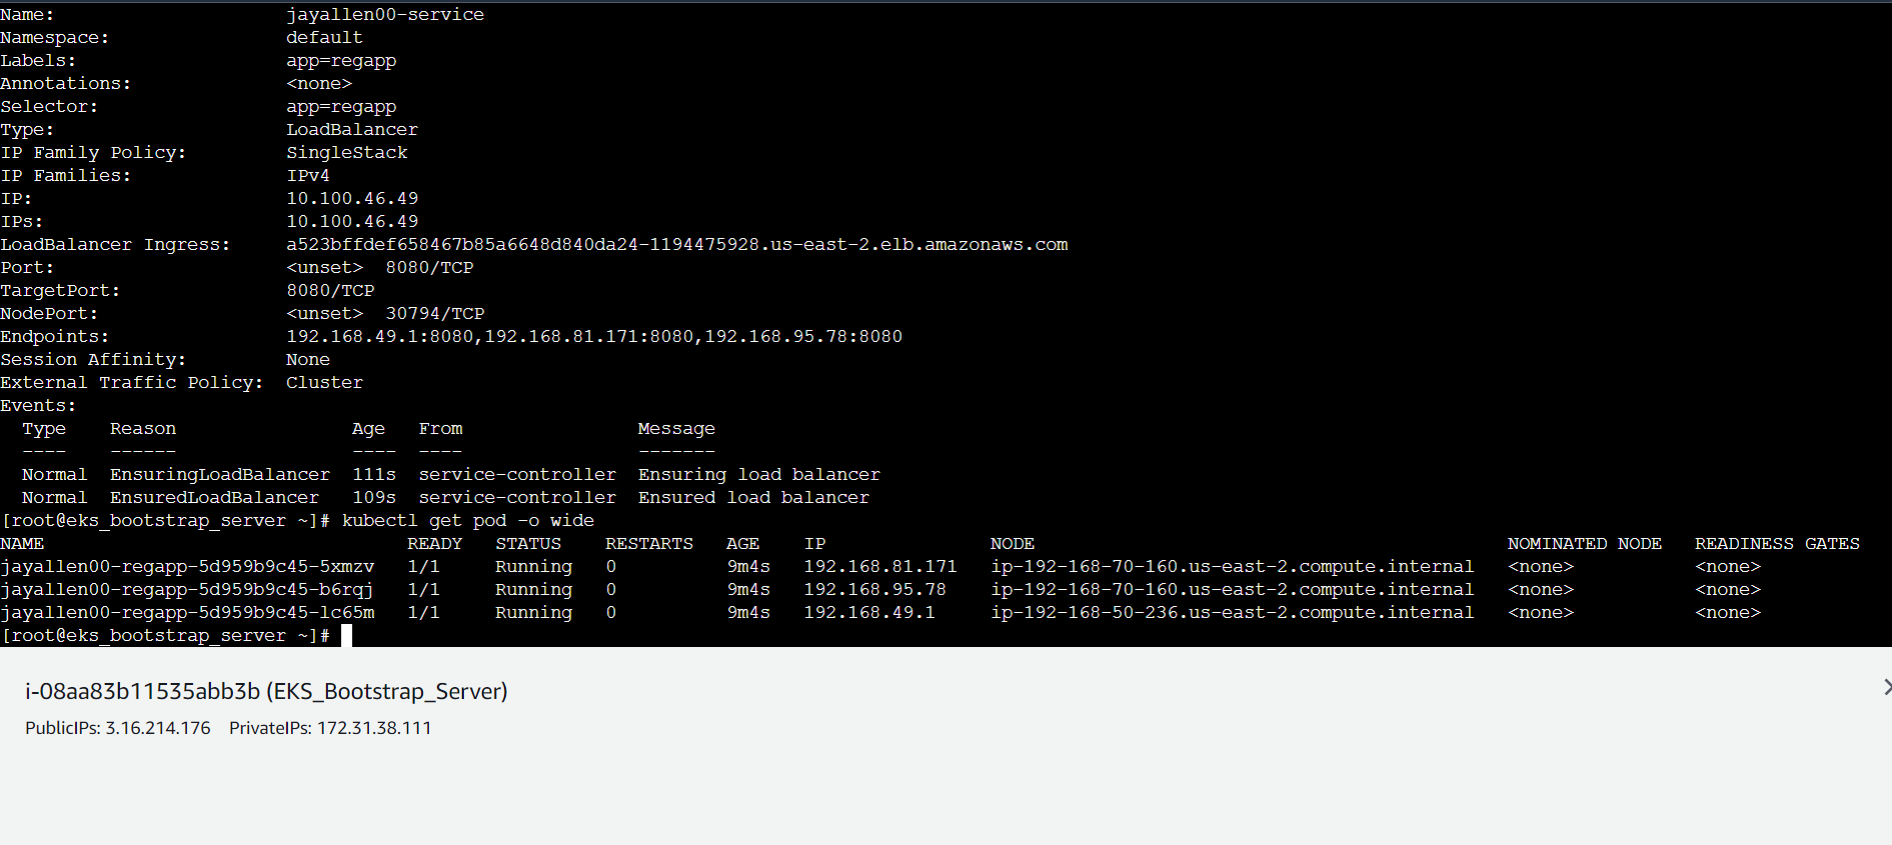 Name:                     jayallen00-service
Namespace:                default
Labels:                   app=regapp
Annotations:              <none>
Selector:                 app=regapp
Type:                     LoadBalancer
IP Family Policy:         SingleStack
IP Families:              IPv4
IP:                       10.100.46.49
IPs:                      10.100.46.49
LoadBalancer Ingress:     a523bffdef658467b85a6648d840da24-1194475928.us-east-2.elb.amazonaws.com
Port:                     <unset>  8080/TCP
TargetPort:               8080/TCP
NodePort:                 <unset>  30794/TCP
Endpoints:                192.168.49.1:8080,192.168.81.171:8080,192.168.95.78:8080
Session Affinity:         None
External Traffic Policy:  Cluster
Events:
  Type    Reason                Age   From                Message
  ----    ------                ----  ----                -------
  Normal  EnsuringLoadBalancer  111s  service-controller  Ensuring load balancer
  Normal  EnsuredLoadBalancer   109s  service-controller  Ensured load balancer
[root@eks_bootstrap_server ~]# kubectl get pod -o wide
NAME                                 READY   STATUS    RESTARTS   AGE    IP               NODE                                           NOMINATED NODE   READINESS GATES
jayallen00-regapp-5d959b9c45-5xmzv   1/1     Running   0          9m4s   192.168.81.171   ip-192-168-70-160.us-east-2.compute.internal   <none>           <none>
jayallen00-regapp-5d959b9c45-b6rqj   1/1     Running   0          9m4s   192.168.95.78    ip-192-168-70-160.us-east-2.compute.internal   <none>           <none>
jayallen00-regapp-5d959b9c45-lc65m   1/1     Running   0          9m4s   192.168.49.1     ip-192-168-50-236.us-east-2.compute.internal   <none>           <none>
[root@eks_bootstrap_server ~]#
i-08aa83b11535abb3b (EKS_Bootstrap_Server)
PublicIPs: 3.16.214.176    PrivateIPs: 172.31.38.111